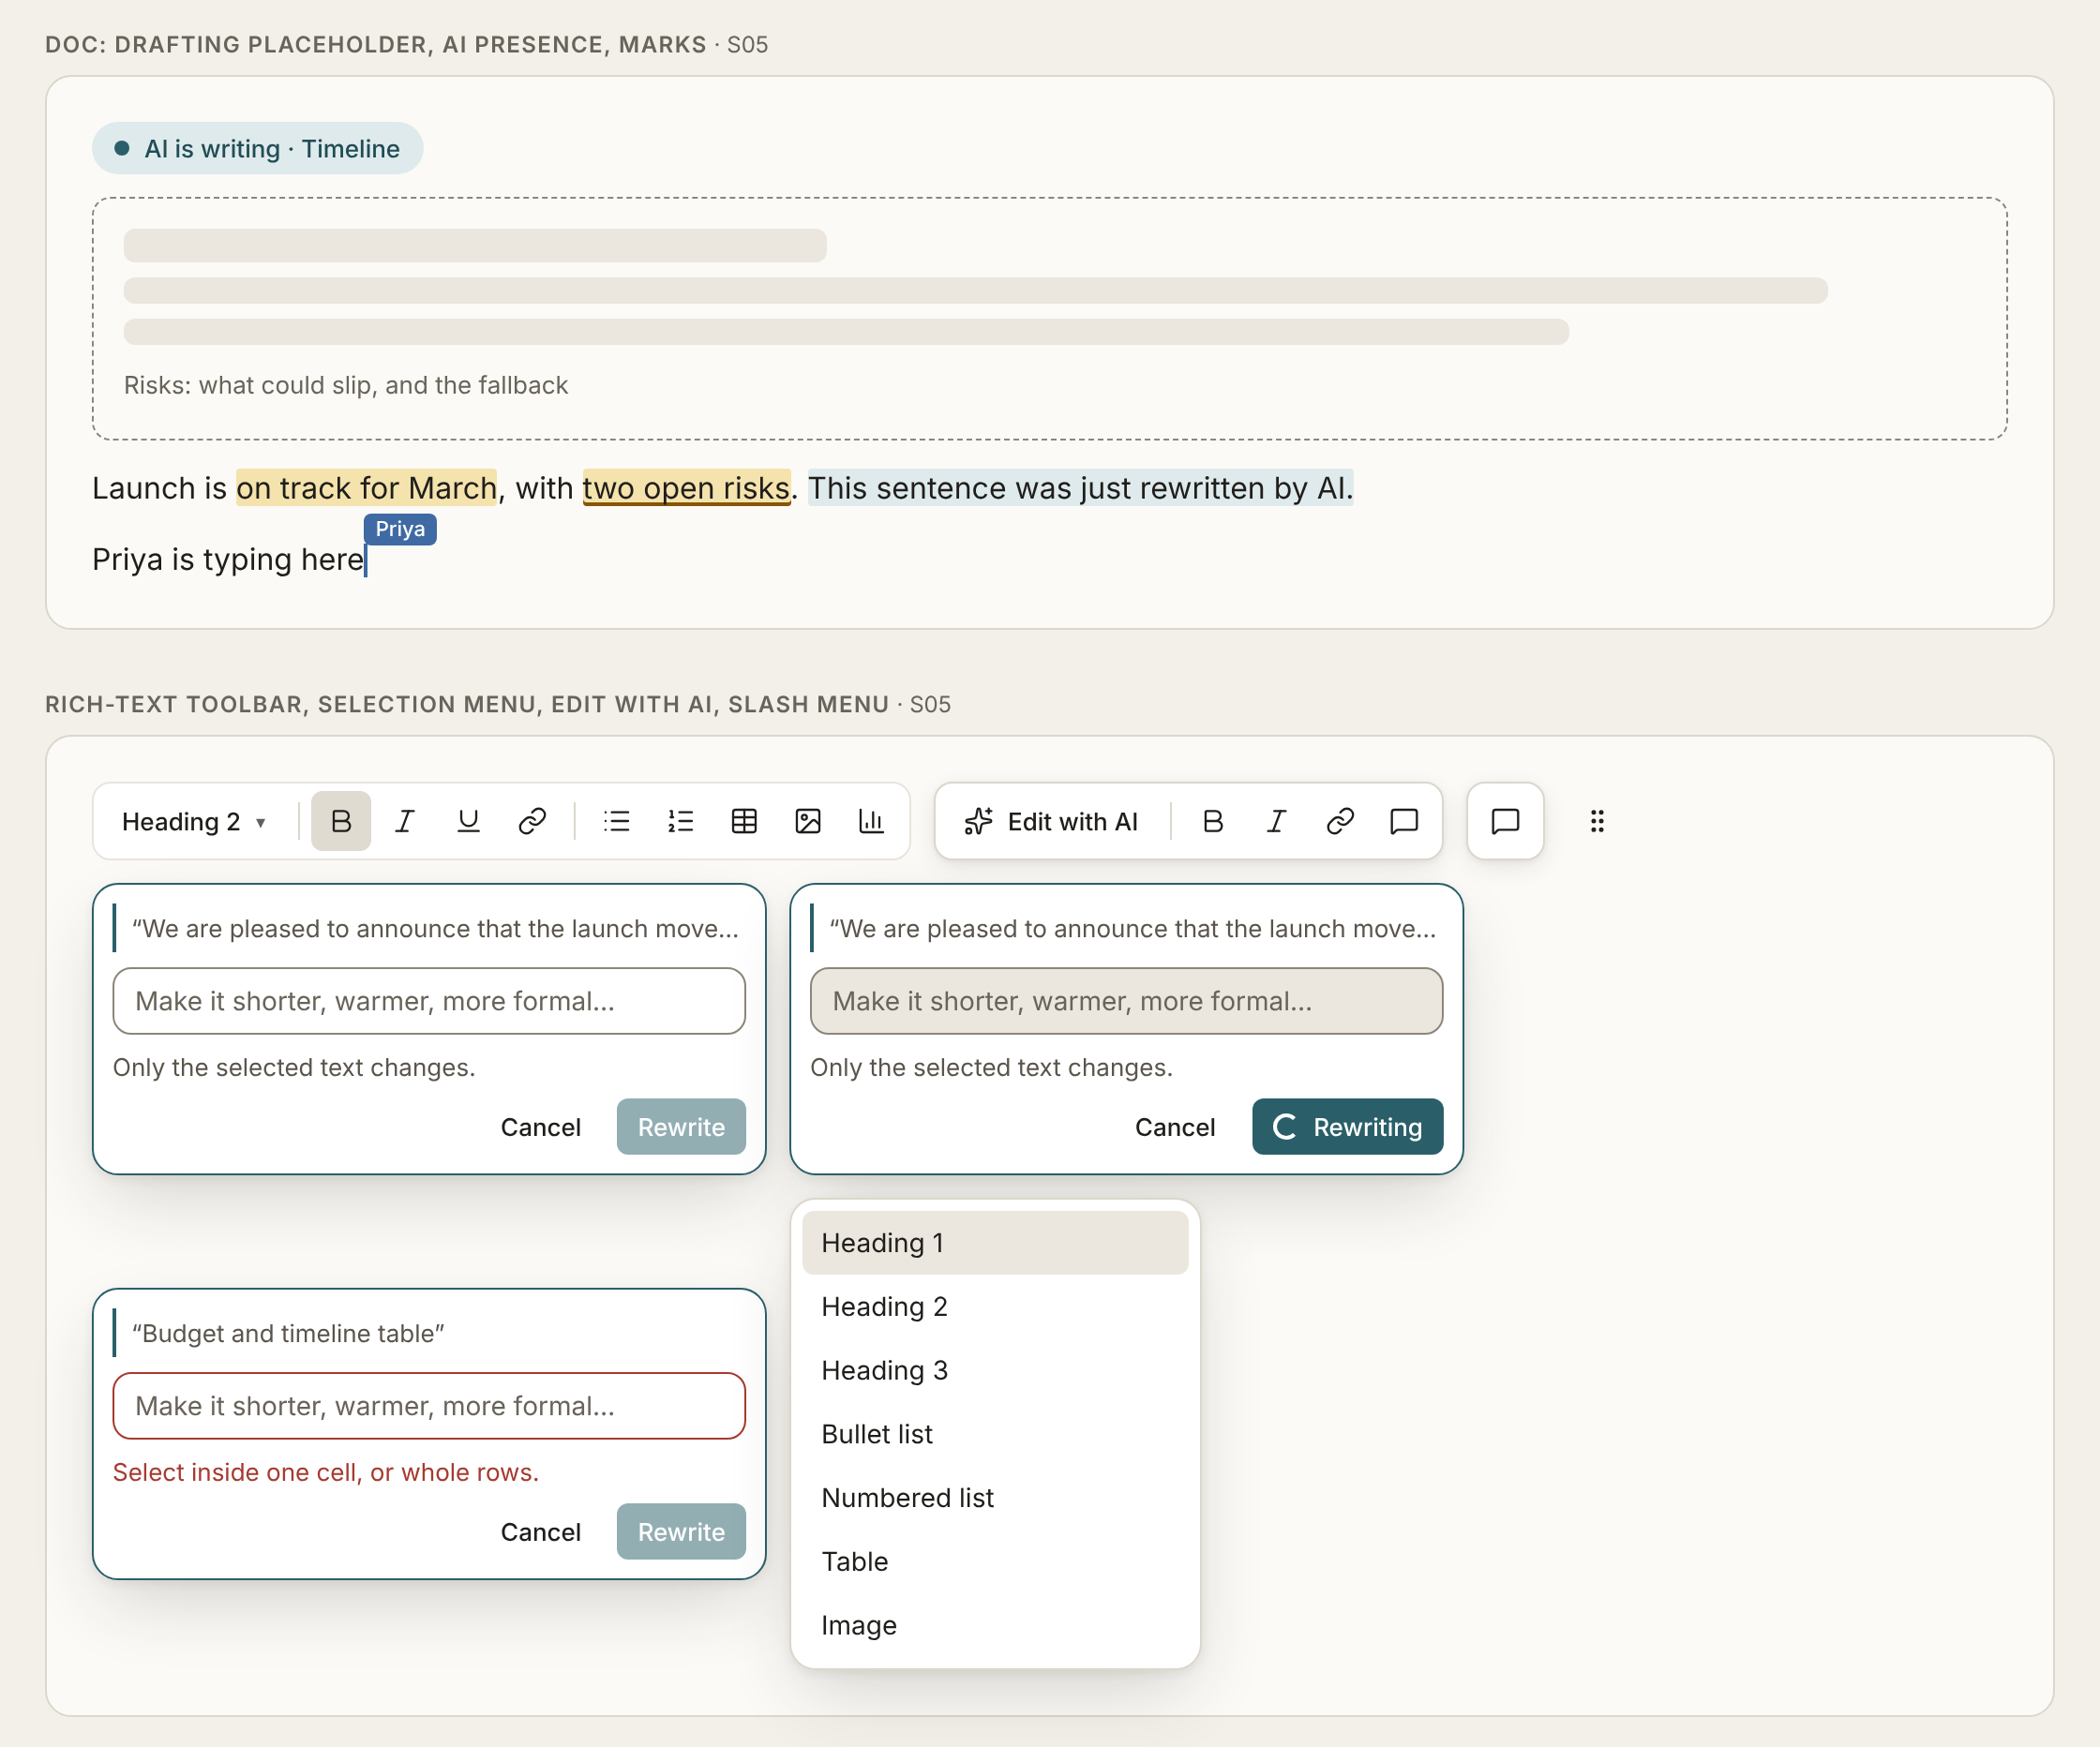 DOC: DRAFTING PLACEHOLDER, AI PRESENCE, MARKS · S05
AI is writing · Timeline
Risks: what could slip, and the fallback
Launch is on track for March, with two open risks. This sentence was just rewritten by AI.
Priya
Priya is typing here
RICH-TEXT TOOLBAR, SELECTION MENU, EDIT WITH AI, SLASH MENU · S05
Heading 2 ▾
Edit with AI
“We are pleased to announce that the launch move…
Make it shorter, warmer, more formal…
Only the selected text changes.
Cancel Rewrite
“We are pleased to announce that the launch move…
Make it shorter, warmer, more formal…
Only the selected text changes.
Cancel Rewriting
“Budget and timeline table”
Make it shorter, warmer, more formal…
Select inside one cell, or whole rows.
Cancel Rewrite
Heading 1
Heading 2
Heading 3
Bullet list
Numbered list
Table
Image